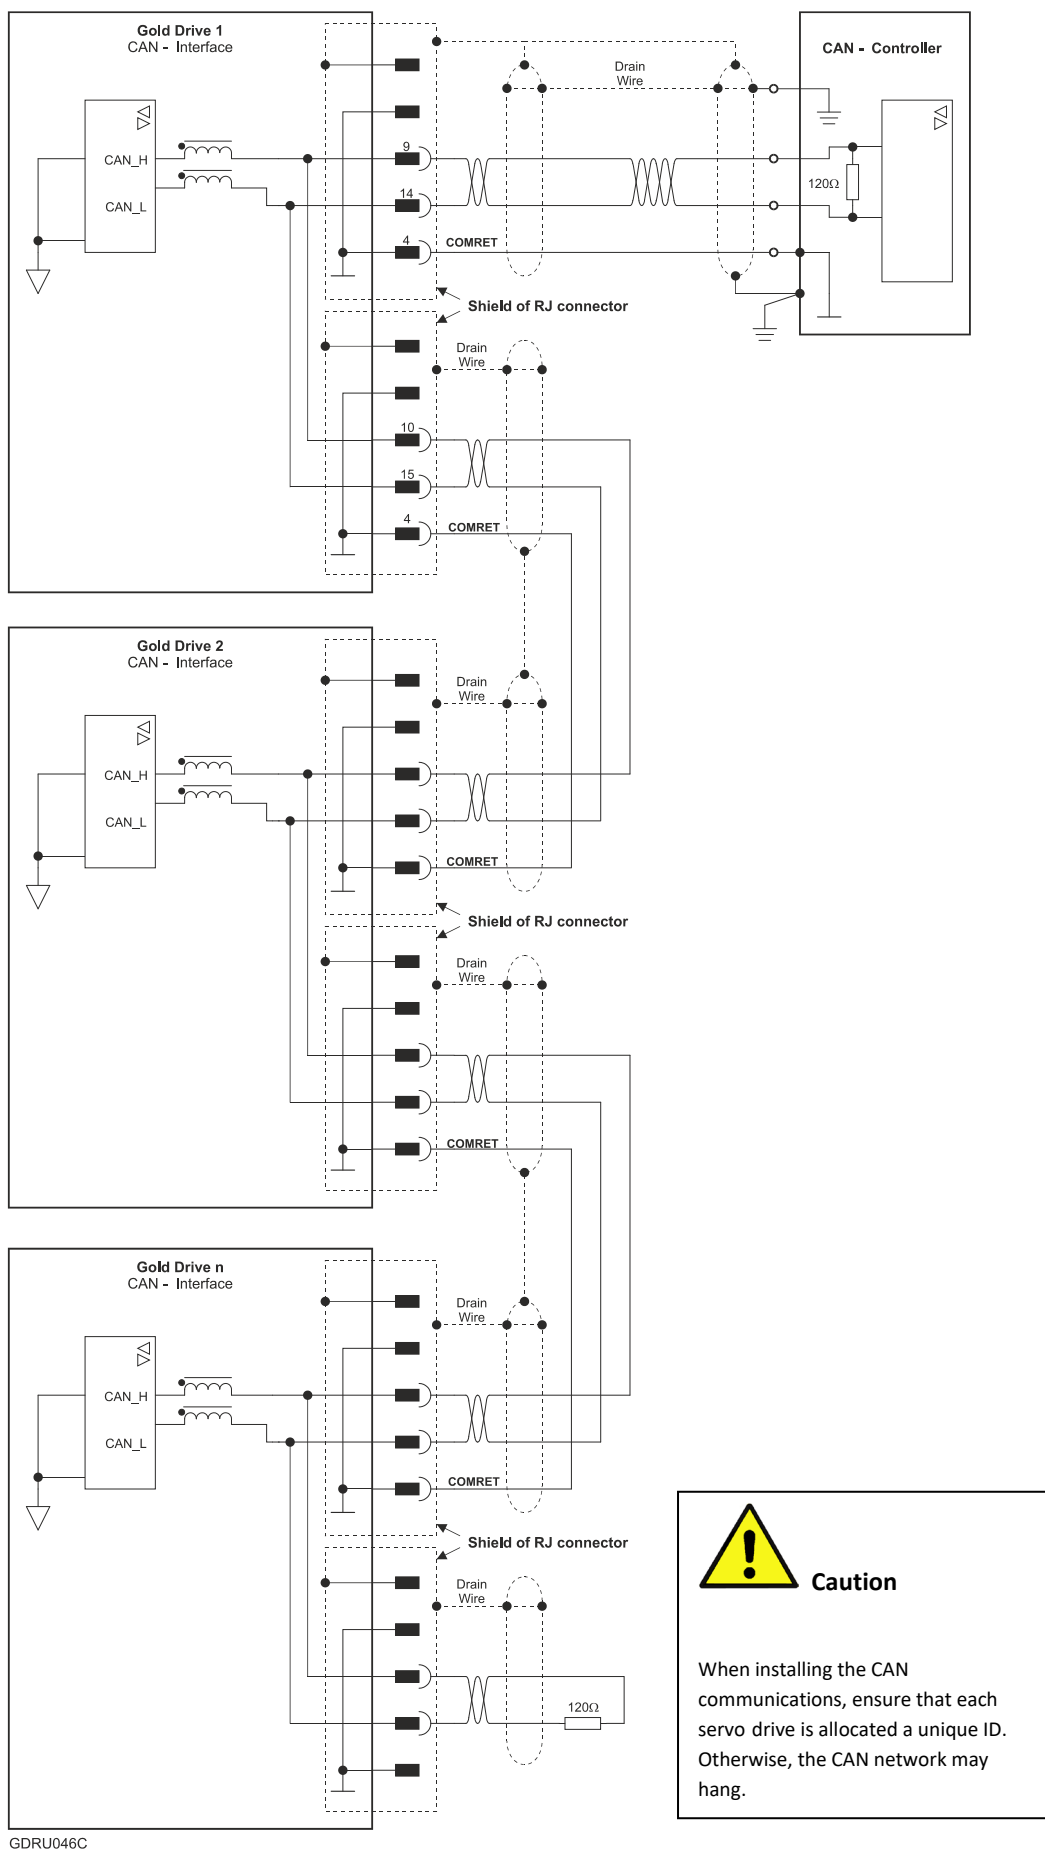 Gold Drive 1
CAN - Interface
CAN_H
CAN_L
9
14
4
COMRET
Drain
Wire
CAN - Controller
120Ω
Shield of RJ connector
Drain
Wire
10
15
4
COMRET
Gold Drive 2
CAN - Interface
CAN_H
CAN_L
Drain
Wire
COMRET
Shield of RJ connector
Drain
Wire
COMRET
Gold Drive n
CAN - Interface
CAN_H
CAN_L
Drain
Wire
COMRET
Shield of RJ connector
Drain
Wire
120Ω
Caution
When installing the CAN
communications, ensure that each
servo drive is allocated a unique ID.
Otherwise, the CAN network may
hang.
GDRU046C